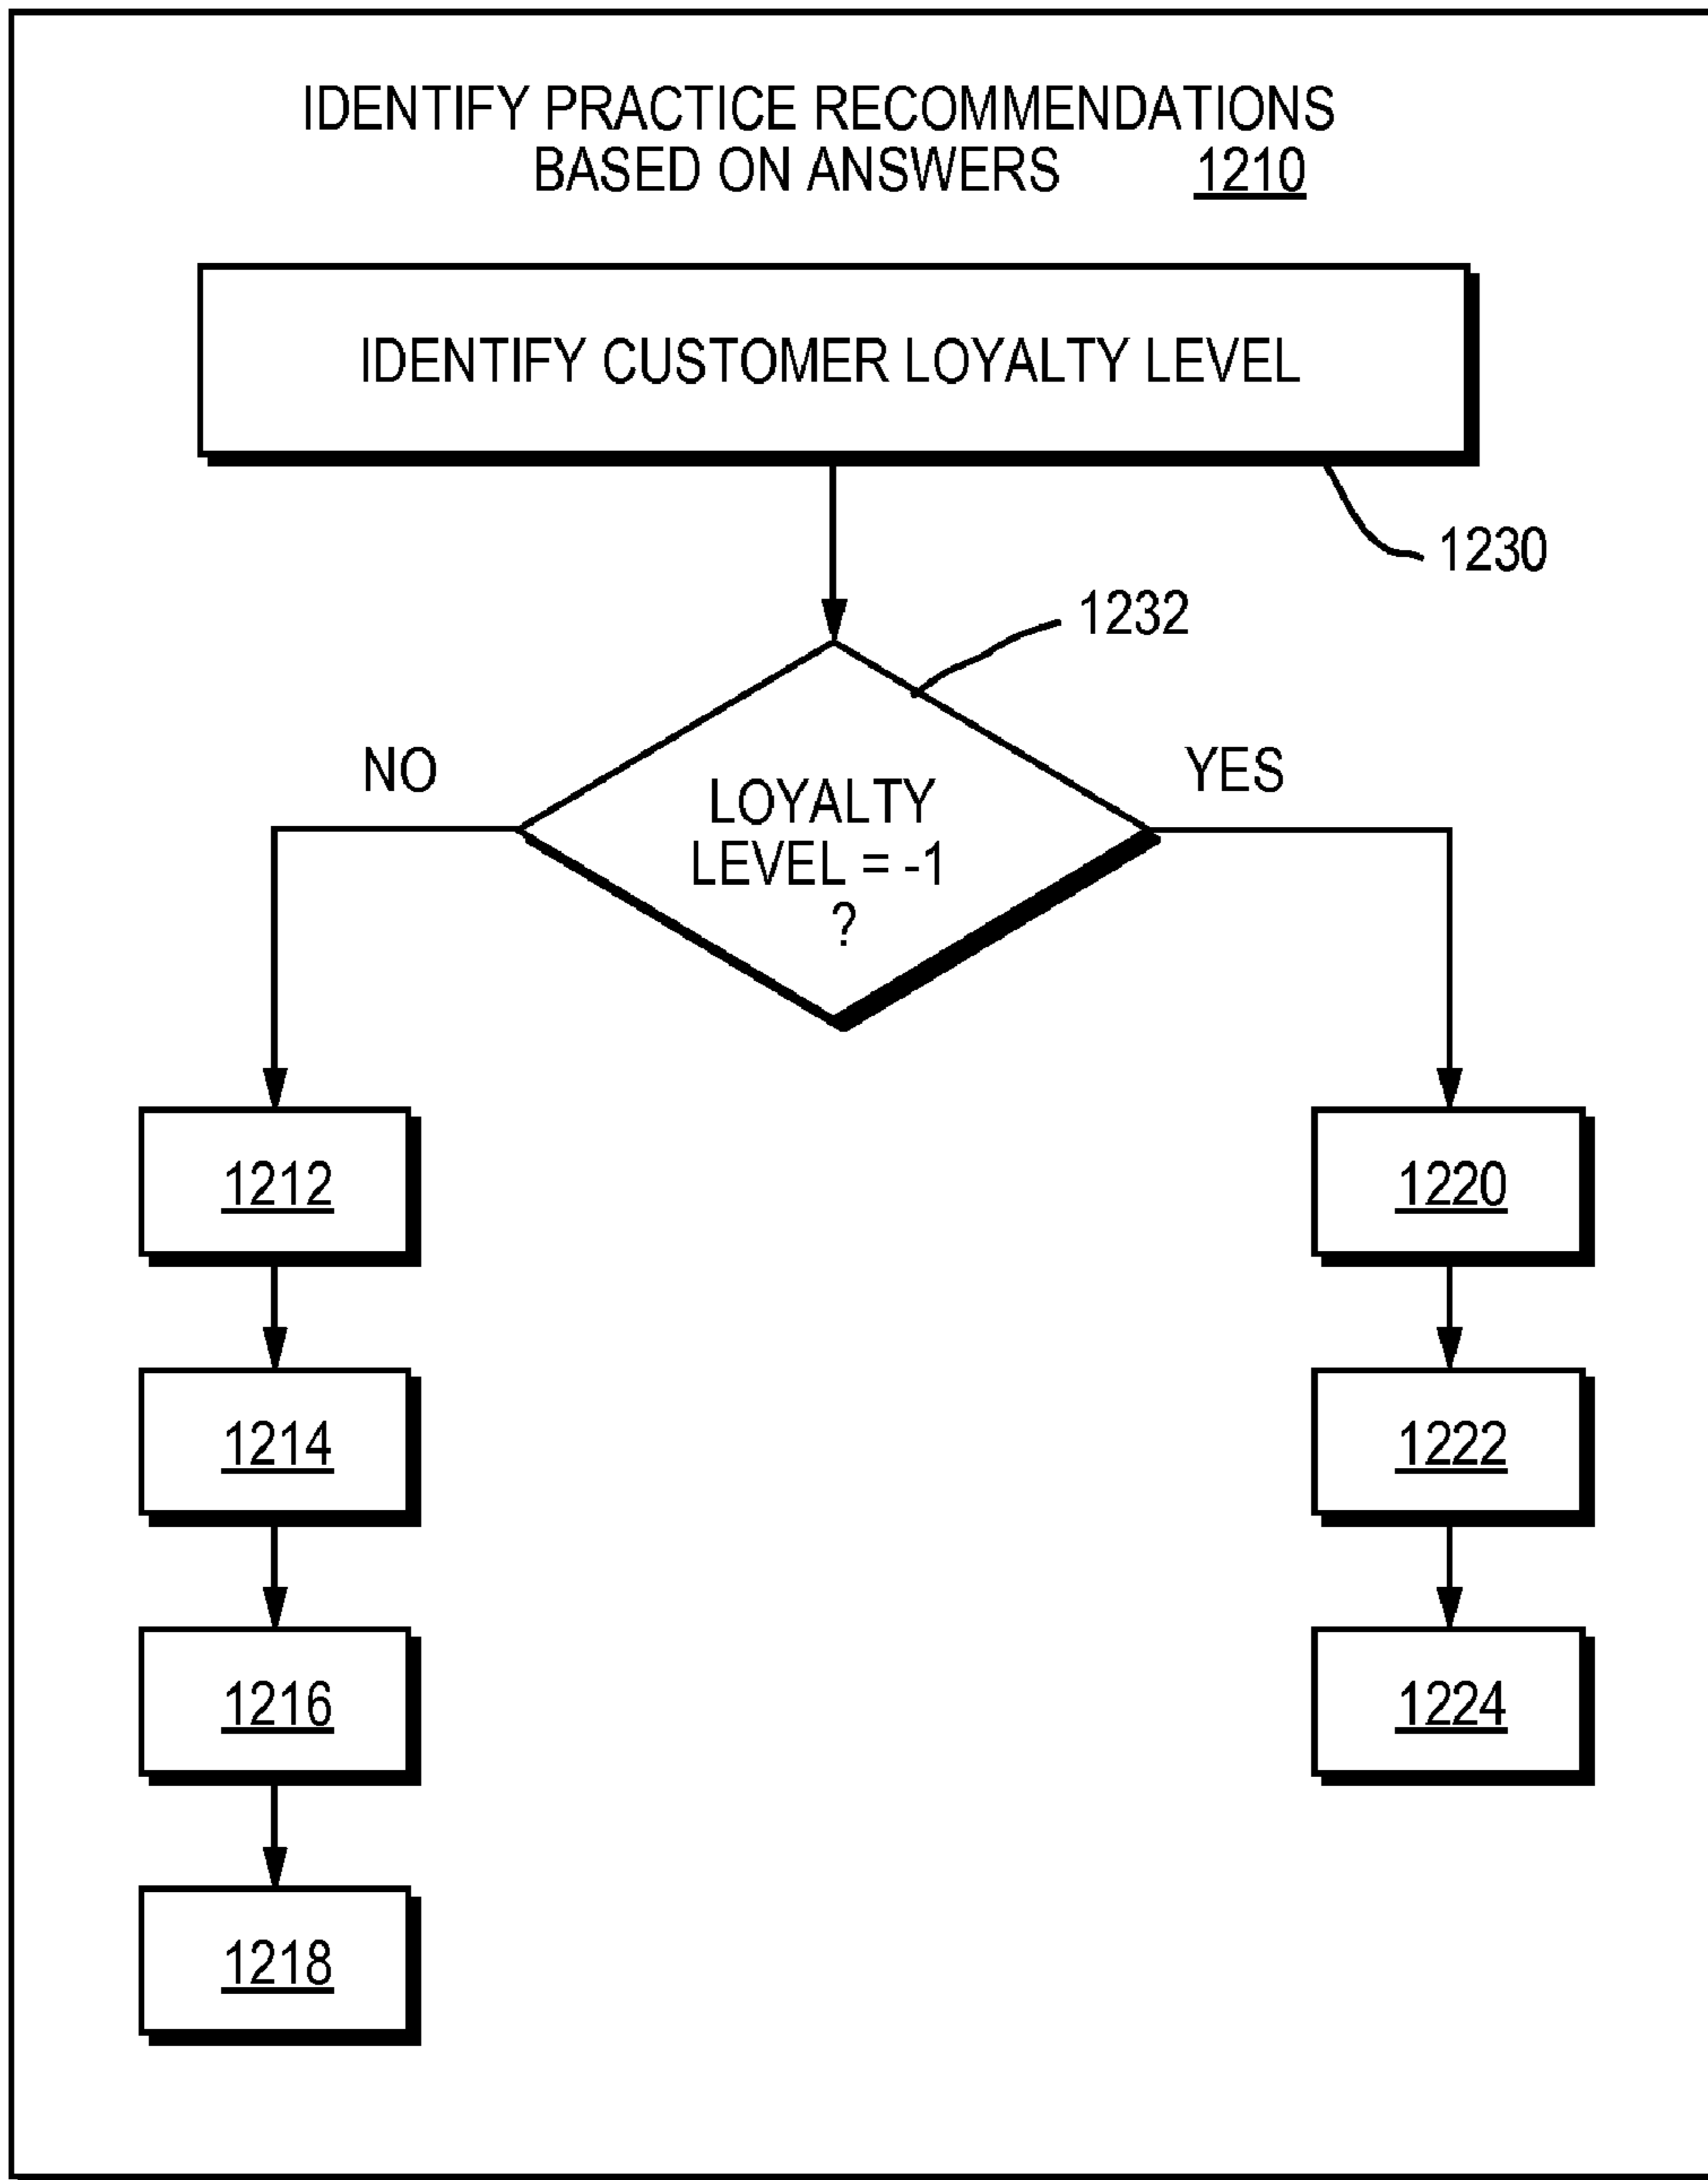 IDENTIFY PRACTICE RECOMMENDATIONS
BASED ON ANSWERS 1210
IDENTIFY CUSTOMER LOYALTY LEVEL
1230
1232
NO
YES
LOYALTY
LEVEL = -1
?
1212
1220
1214
1222
1216
1224
1218